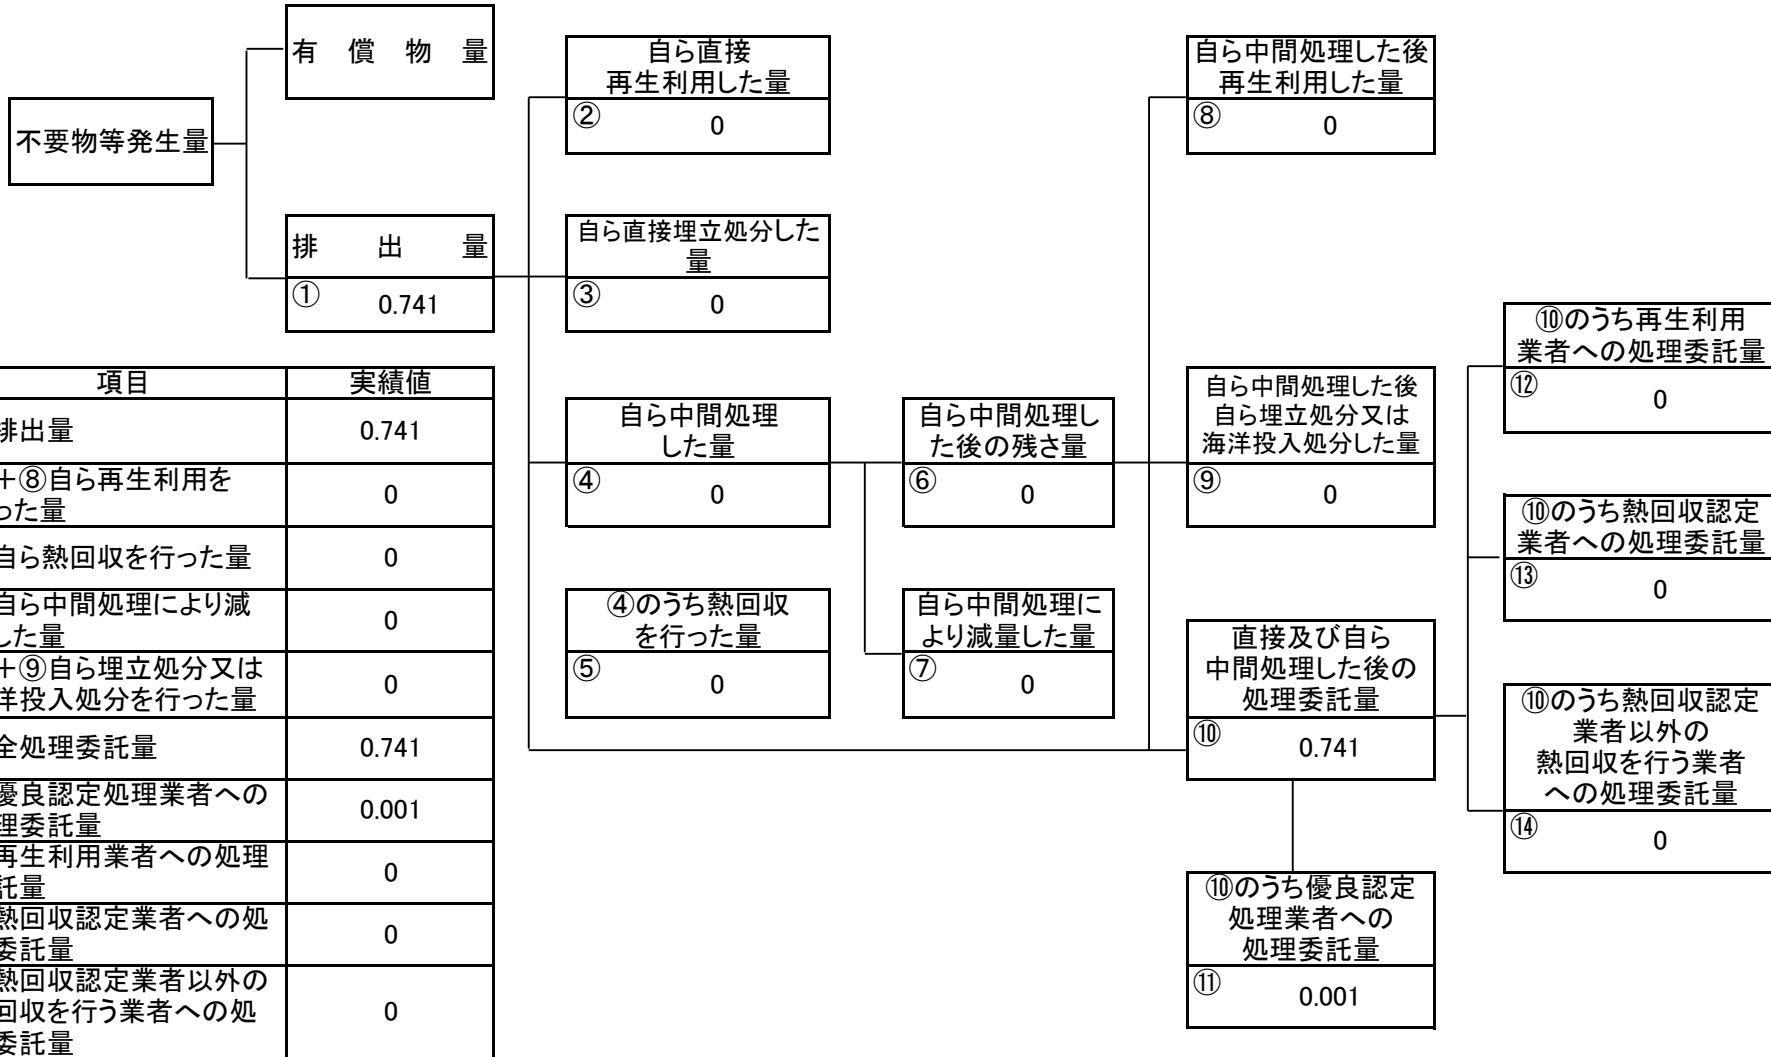 有償物量
不要物等発生量
排出量
① 0.741
自ら直接
再生利用した量
② 0
自ら直接埋立処分した
量
③ 0
自ら中間処理
した量
④ 0
④のうち熱回収
を行った量
⑤ 0
自ら中間処理し
た後の残さ量
⑥ 0
自ら中間処理に
より減量した量
⑦ 0
自ら中間処理した後
再生利用した量
⑧ 0
自ら中間処理した後
自ら埋立処分又は
海洋投入処分した量
⑨ 0
直接及び自ら
中間処理した後の
処理委託量
⑩ 0.741
⑩のうち優良認定
処理業者への
処理委託量
⑪ 0.001
⑩のうち再生利用
業者への処理委託量
⑫ 0
⑩のうち熱回収認定
業者への処理委託量
⑬ 0
⑩のうち熱回収認定
業者以外の
熱回収を行う業者
への処理委託量
⑭ 0
項目 実績値
排出量 0.741
+⑧自ら再生利用を
った量 0
自ら熱回収を行った量 0
自ら中間処理により減
した量 0
+⑨自ら埋立処分又は
洋投入処分を行った量 0
全処理委託量 0.741
優良認定処理業者への
理委託量 0.001
再生利用業者への処理
託量 0
熱回収認定業者への処
委託量 0
熱回収認定業者以外の
回収を行う業者への処
委託量 0